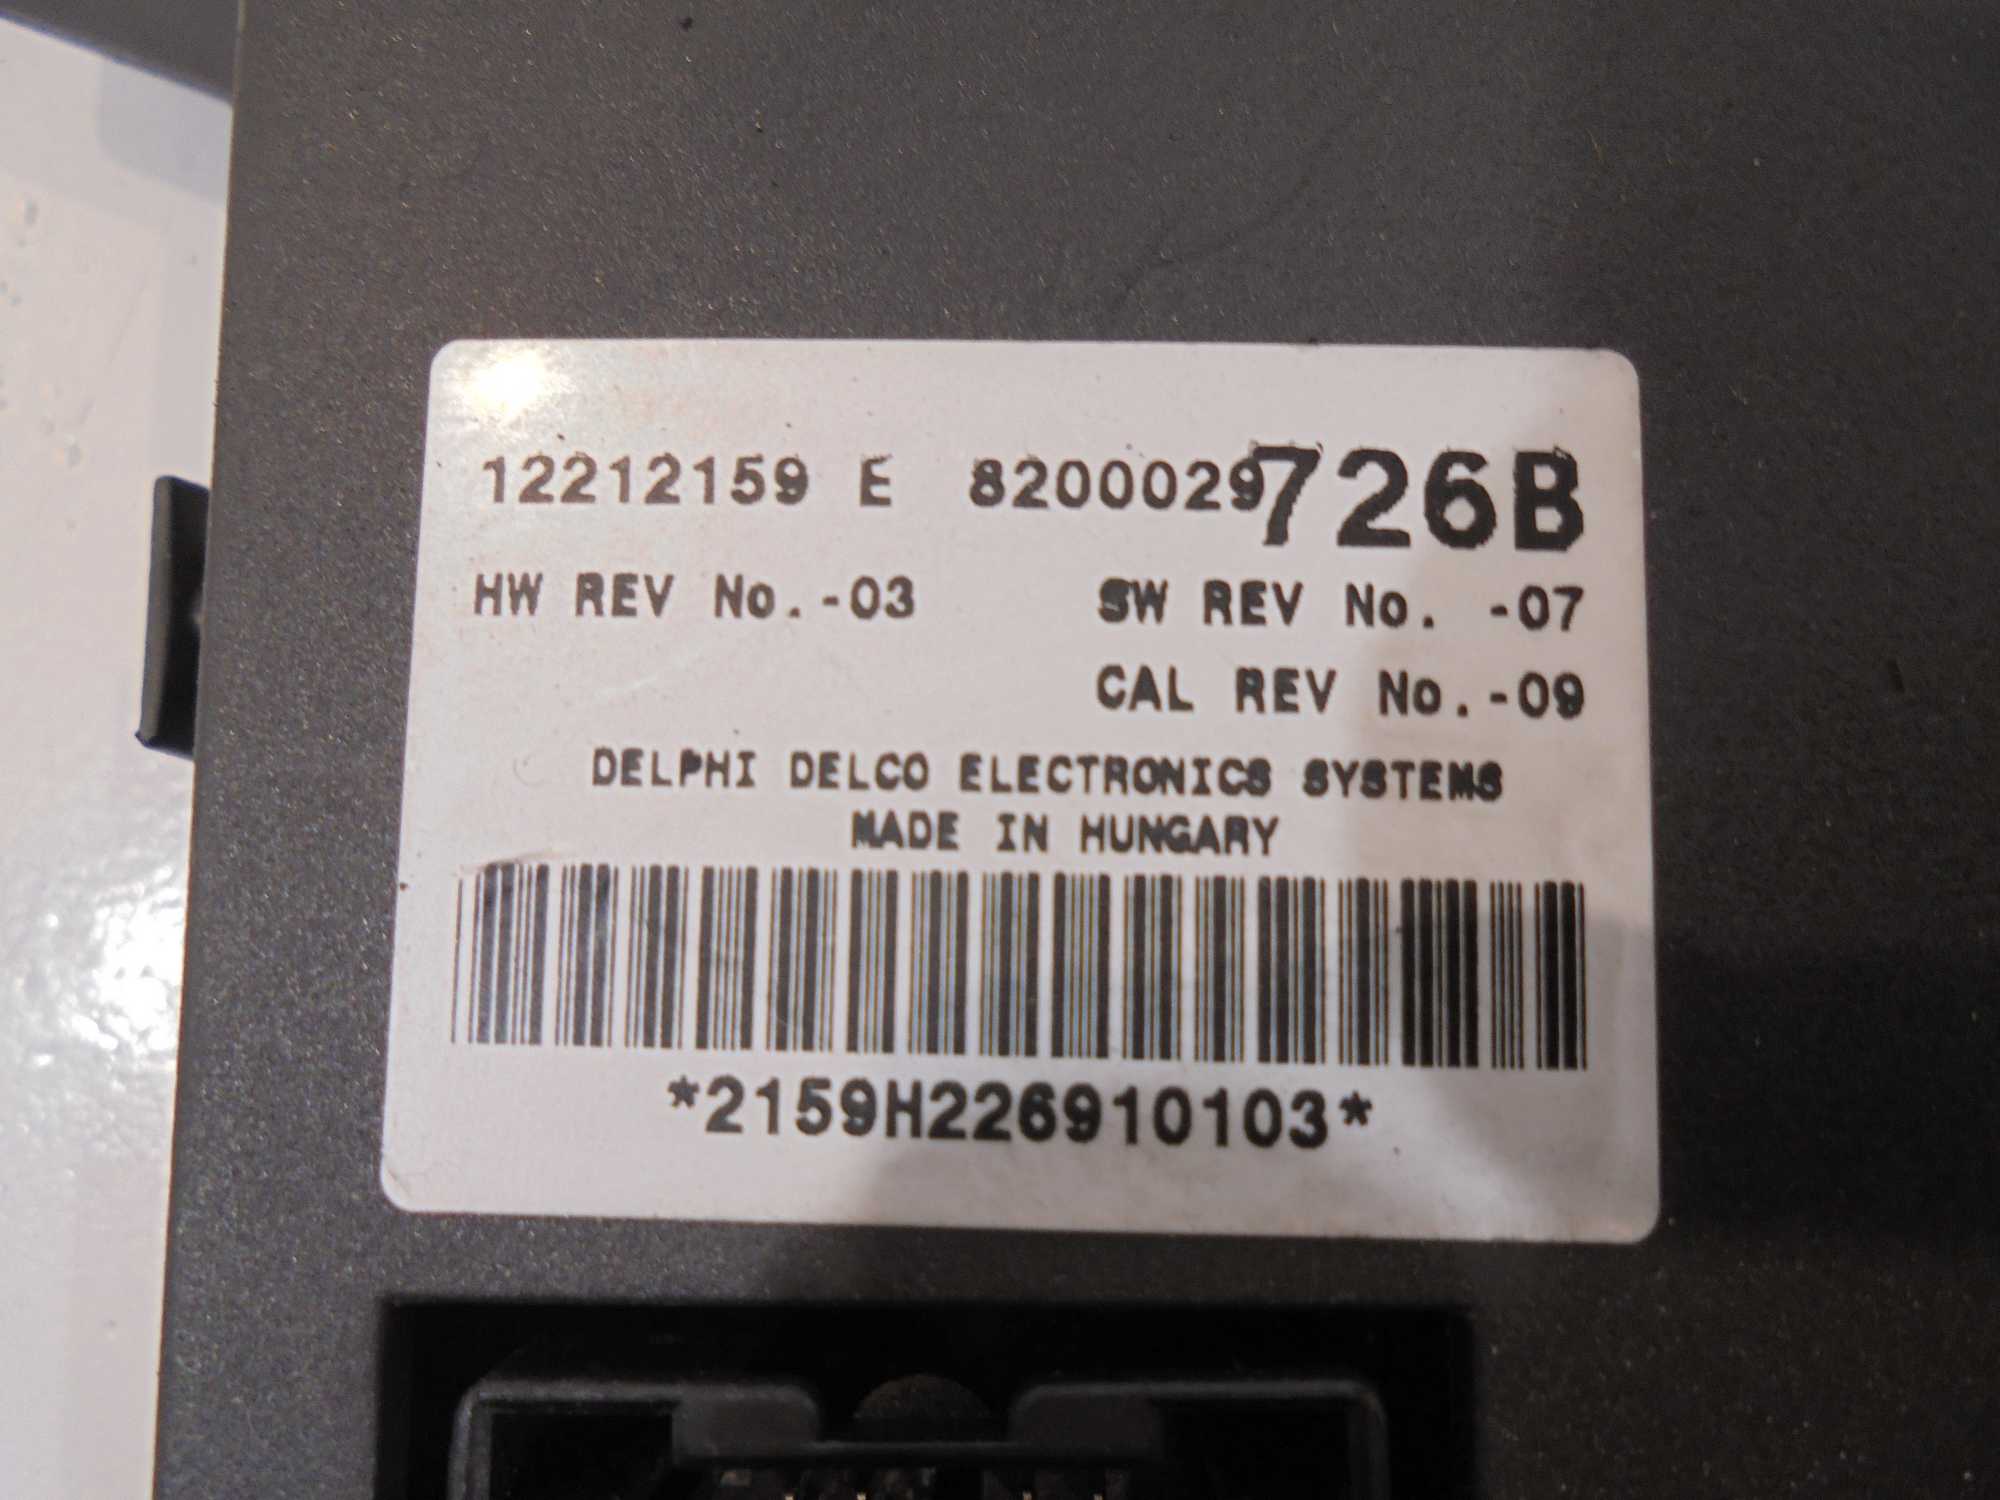 12212159 E 8200029726B
HW REV No.-03 SW REV No. -07
CAL REV No.-09
DELPHI DELCO ELECTRONICS SYSTEMS
MADE IN HUNGARY
*2159H226910103*